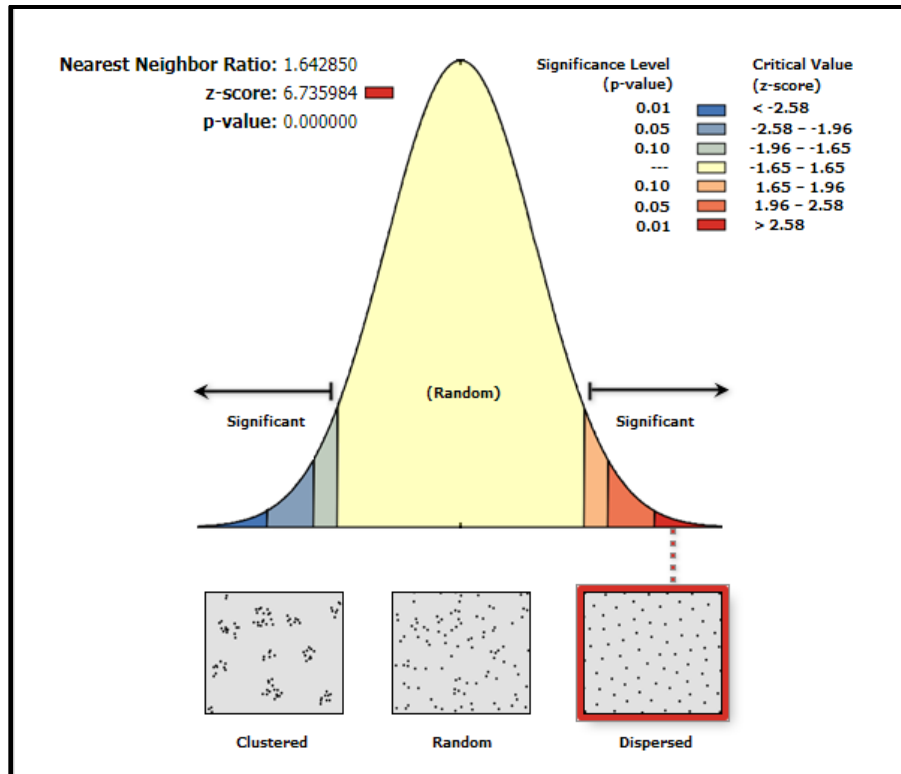 Nearest Neighbor Ratio: 1.642850
z-score: 6.735984
p-value: 0.000000
Significance Level Critical Value
(p-value) (z-score)
0.01 < -2.58
0.05 -2.58 – -1.96
0.10 -1.96 – -1.65
--- -1.65 – 1.65
0.10 1.65 – 1.96
0.05 1.96 – 2.58
0.01 > 2.58
(Random)
Significant Significant
Clustered Random Dispersed